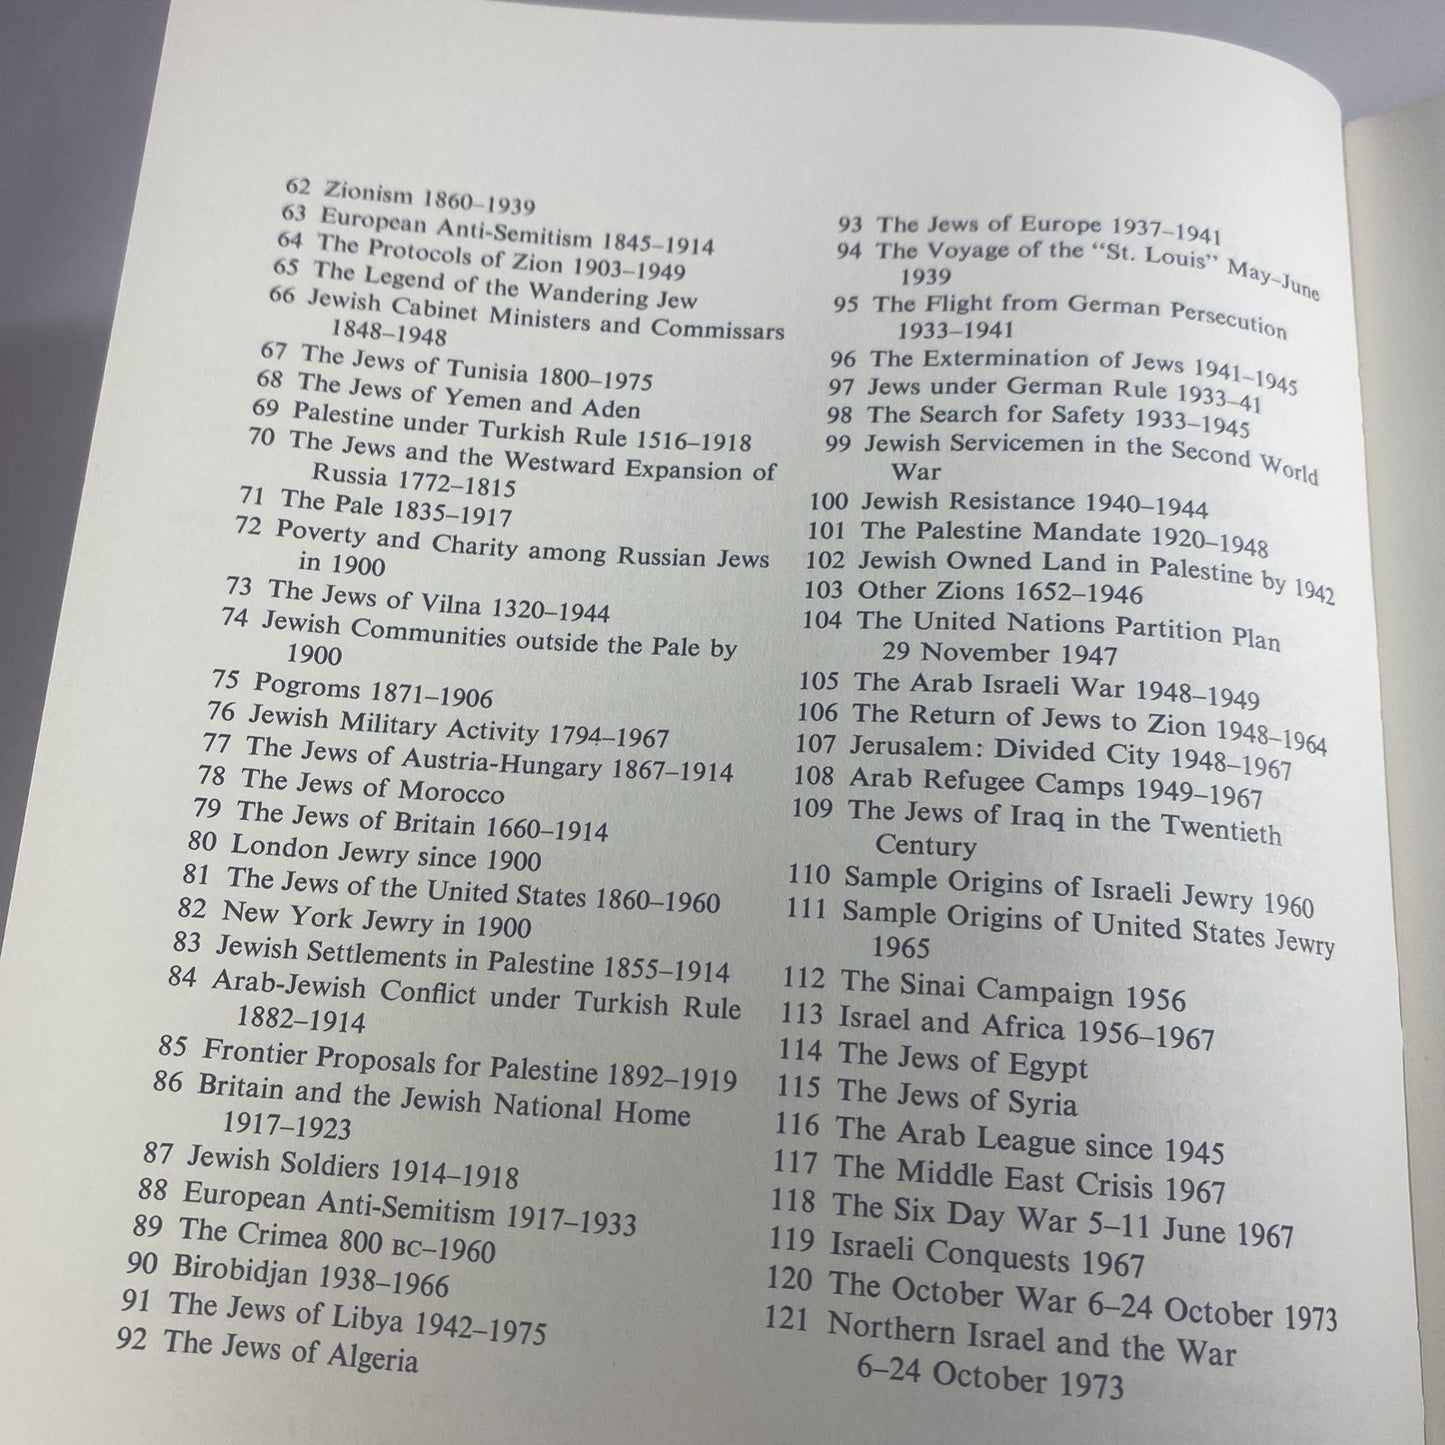 62 Zionism 1860–1939
63 European Anti-Semitism 1845–1914
64 The Protocols of Zion 1903–1949
65 The Legend of the Wandering Jew
66 Jewish Cabinet Ministers and Commissars
1848–1948
67 The Jews of Tunisia 1800–1975
68 The Jews of Yemen and Aden
69 Palestine under Turkish Rule 1516–1918
70 The Jews and the Westward Expansion of
Russia 1772–1815
71 The Pale 1835–1917
72 Poverty and Charity among Russian Jews
in 1900
73 The Jews of Vilna 1320–1944
74 Jewish Communities outside the Pale by
1900
75 Pogroms 1871–1906
76 Jewish Military Activity 1794–1967
77 The Jews of Austria-Hungary 1867–1914
78 The Jews of Morocco
79 The Jews of Britain 1660–1914
80 London Jewry since 1900
81 The Jews of the United States 1860–1960
82 New York Jewry in 1900
83 Jewish Settlements in Palestine 1855–1914
84 Arab-Jewish Conflict under Turkish Rule
1882–1914
85 Frontier Proposals for Palestine 1892–1919
86 Britain and the Jewish National Home
1917–1923
87 Jewish Soldiers 1914–1918
88 European Anti-Semitism 1917–1933
89 The Crimea 800 BC–1960
90 Birobidjan 1938–1966
91 The Jews of Libya 1942–1975
92 The Jews of Algeria
93 The Jews of Europe 1937–1941
94 The Voyage of the “St. Louis” May–June
1939
95 The Flight from German Persecution
1933–1941
96 The Extermination of Jews 1941–1945
97 Jews under German Rule 1933–41
98 The Search for Safety 1933–1945
99 Jewish Servicemen in the Second World
War
100 Jewish Resistance 1940–1944
101 The Palestine Mandate 1920–1948
102 Jewish Owned Land in Palestine by 1942
103 Other Zions 1652–1946
104 The United Nations Partition Plan
29 November 1947
105 The Arab Israeli War 1948–1949
106 The Return of Jews to Zion 1948–1964
107 Jerusalem: Divided City 1948–1967
108 Arab Refugee Camps 1949–1967
109 The Jews of Iraq in the Twentieth
Century
110 Sample Origins of Israeli Jewry 1960
111 Sample Origins of United States Jewry
1965
112 The Sinai Campaign 1956
113 Israel and Africa 1956–1967
114 The Jews of Egypt
115 The Jews of Syria
116 The Arab League since 1945
117 The Middle East Crisis 1967
118 The Six Day War 5–11 June 1967
119 Israeli Conquests 1967
120 The October War 6–24 October 1973
121 Northern Israel and the War
6–24 October 1973